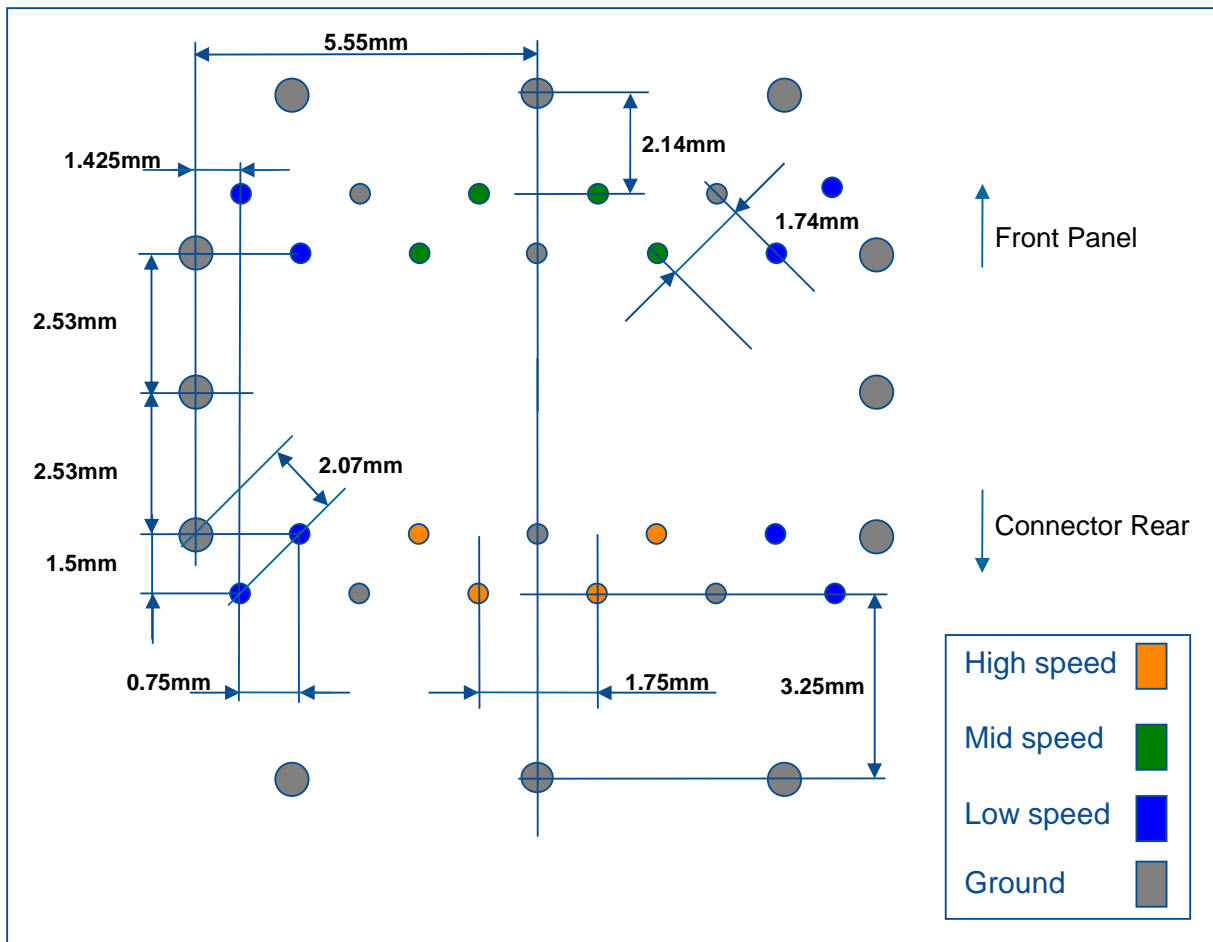 5.55mm
2.14mm
1.425mm
1.74mm
Front Panel
2.53mm
2.53mm
2.07mm
Connector Rear
1.5mm
0.75mm
1.75mm
3.25mm
High speed
Mid speed
Low speed
Ground